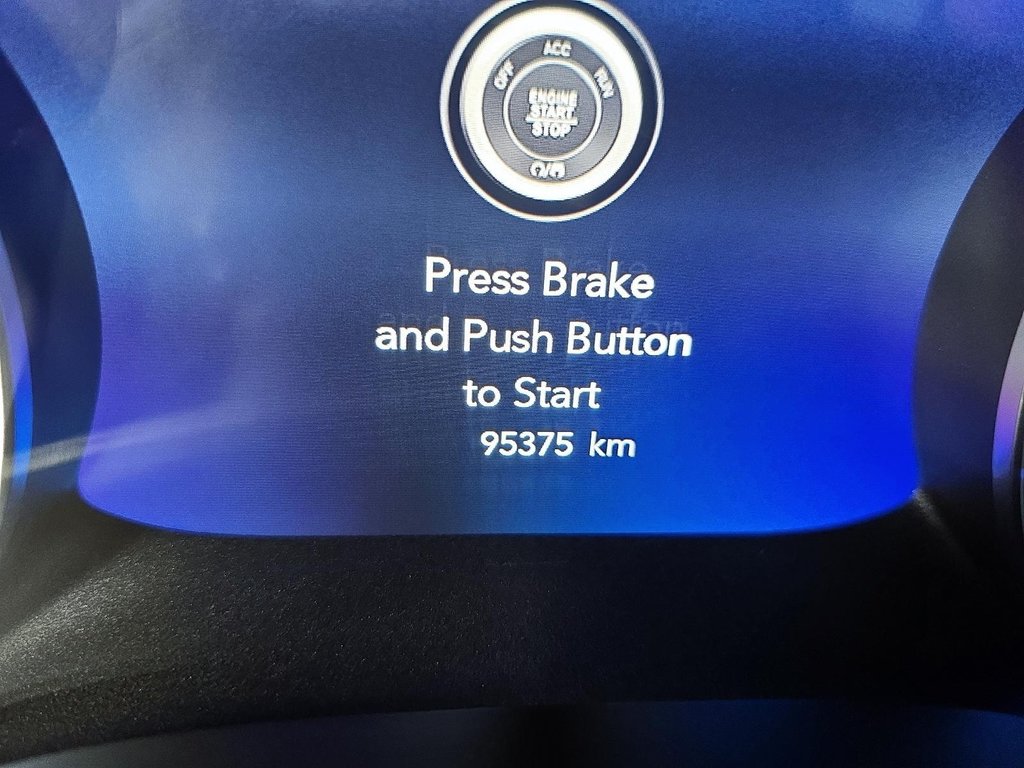 ACC
OFF
RUN
ENGINE
START
STOP
Press Brake
and Push Button
to Start
95375 km